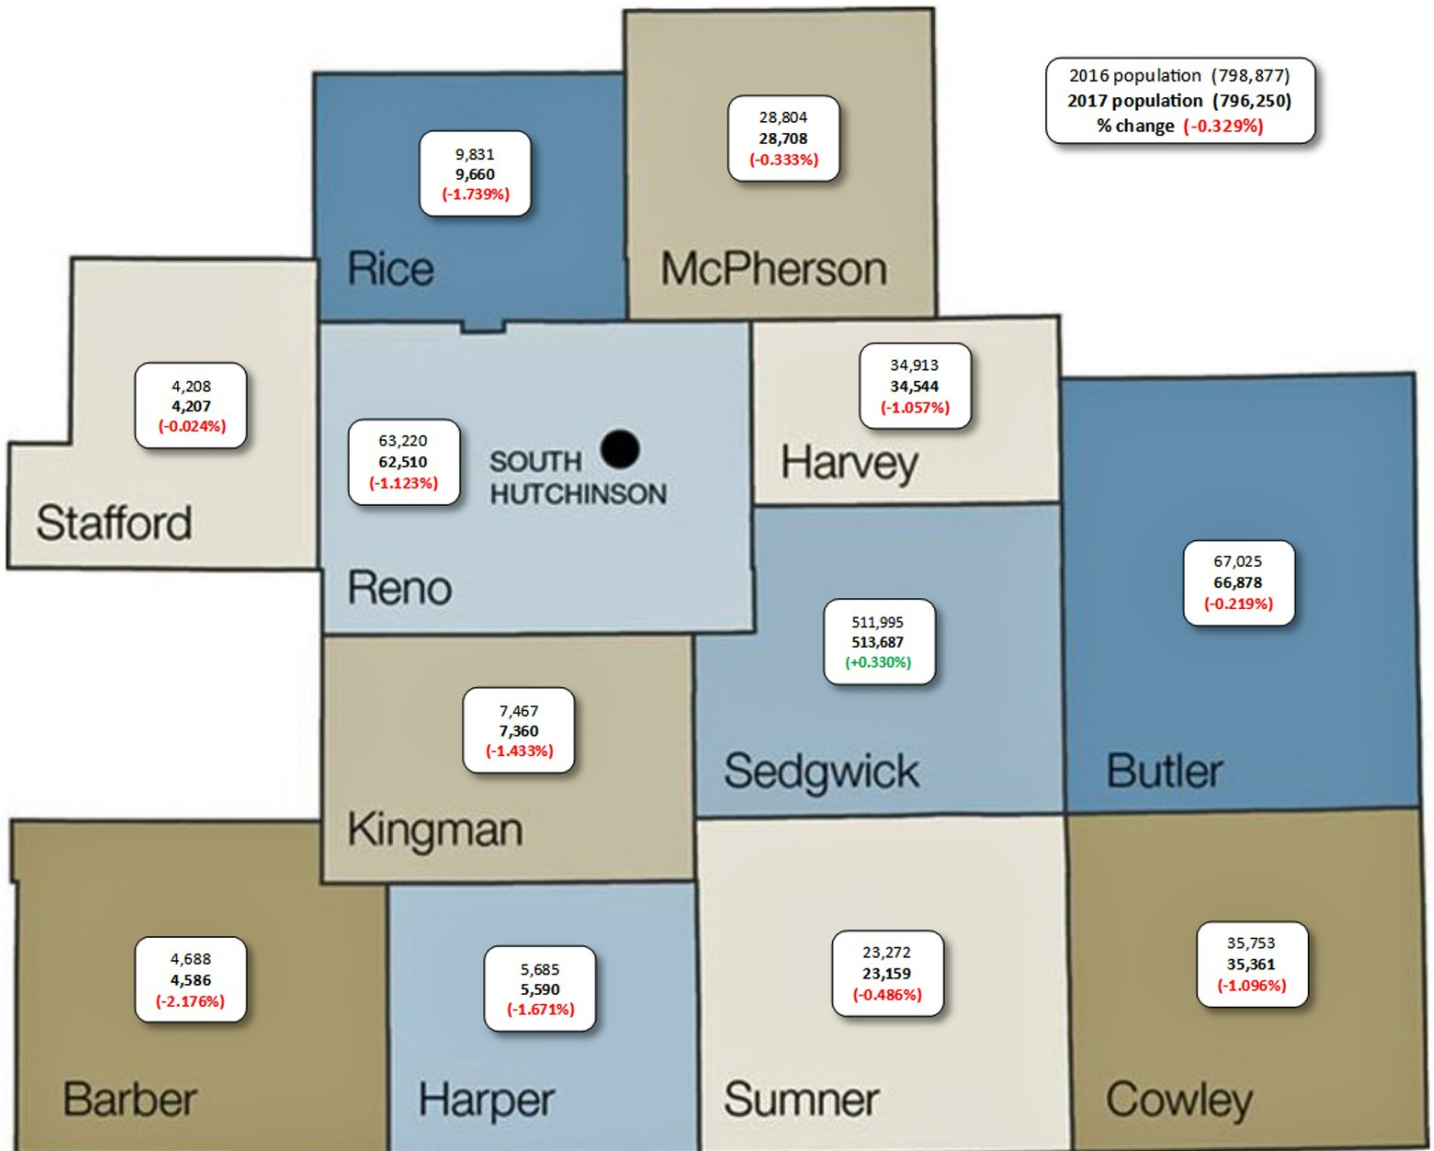 2016 population (798,877)
2017 population (796,250)
% change (-0.329%)
28,804
28,708
(-0.333%)
McPherson
9,831
9,660
(-1.739%)
Rice
4,208
4,207
(-0.024%)
Stafford
63,220
62,510
(-1.123%)
SOUTH
HUTCHINSON
Reno
34,913
34,544
(-1.057%)
Harvey
67,025
66,878
(-0.219%)
Butler
511,995
513,687
(+0.330%)
Sedgwick
7,467
7,360
(-1.433%)
Kingman
4,688
4,586
(-2.176%)
Barber
5,685
5,590
(-1.671%)
Harper
23,272
23,159
(-0.486%)
Sumner
35,753
35,361
(-1.096%)
Cowley